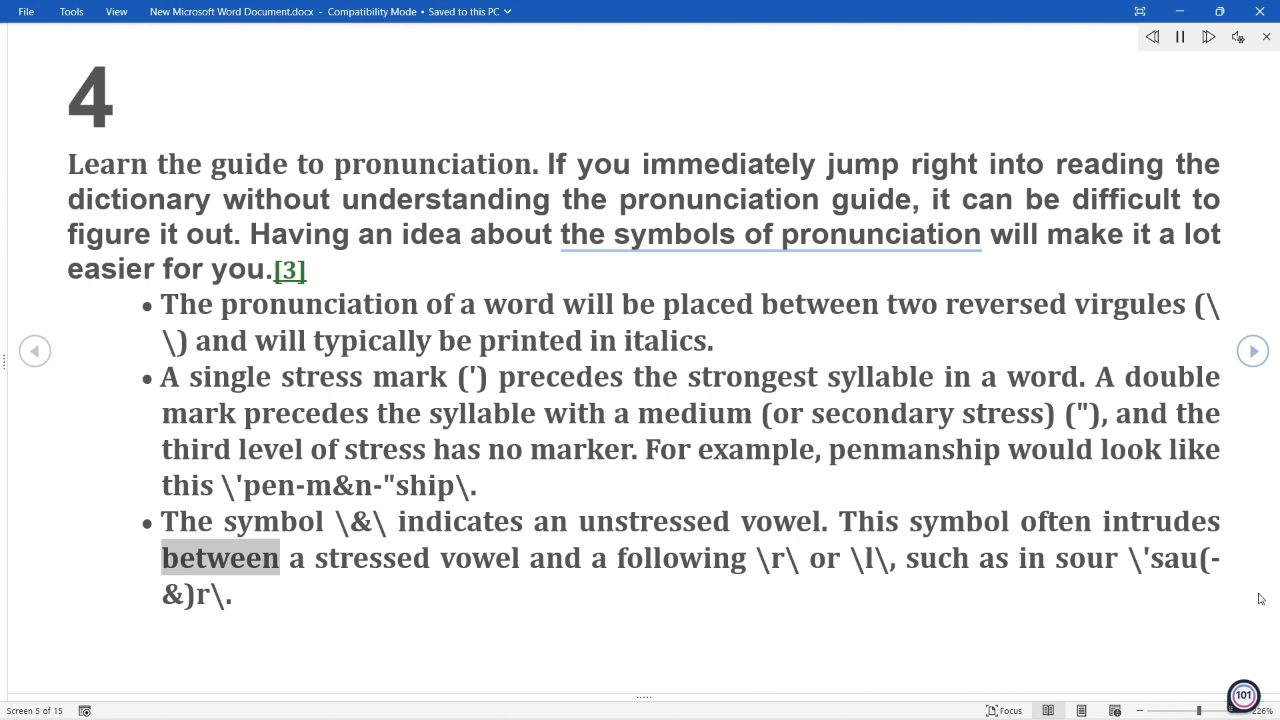 File Tools View New Microsoft Word Document.docx - Compatibility Mode • Saved to this PC
4
Learn the guide to pronunciation. If you immediately jump right into reading the
dictionary without understanding the pronunciation guide, it can be difficult to
figure it out. Having an idea about the symbols of pronunciation will make it a lot
easier for you.[3]
• The pronunciation of a word will be placed between two reversed virgules (\
\) and will typically be printed in italics.
• A single stress mark (') precedes the strongest syllable in a word. A double
mark precedes the syllable with a medium (or secondary stress) ("), and the
third level of stress has no marker. For example, penmanship would look like
this \'pen-m&n-"ship\.
• The symbol \&\ indicates an unstressed vowel. This symbol often intrudes
between a stressed vowel and a following \r\ or \l\, such as in sour \'sau(-
&)r\.
101
Screen 5 of 15 Focus 226%